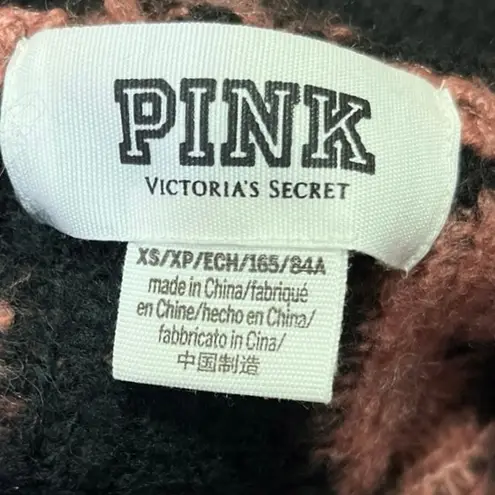 PINK
VICTORIA'S SECRET
XS/XP/ECH/165/84A
made in China/fabriqué
en Chine/hecho en China/
fabbricato in Cina/
中国制造